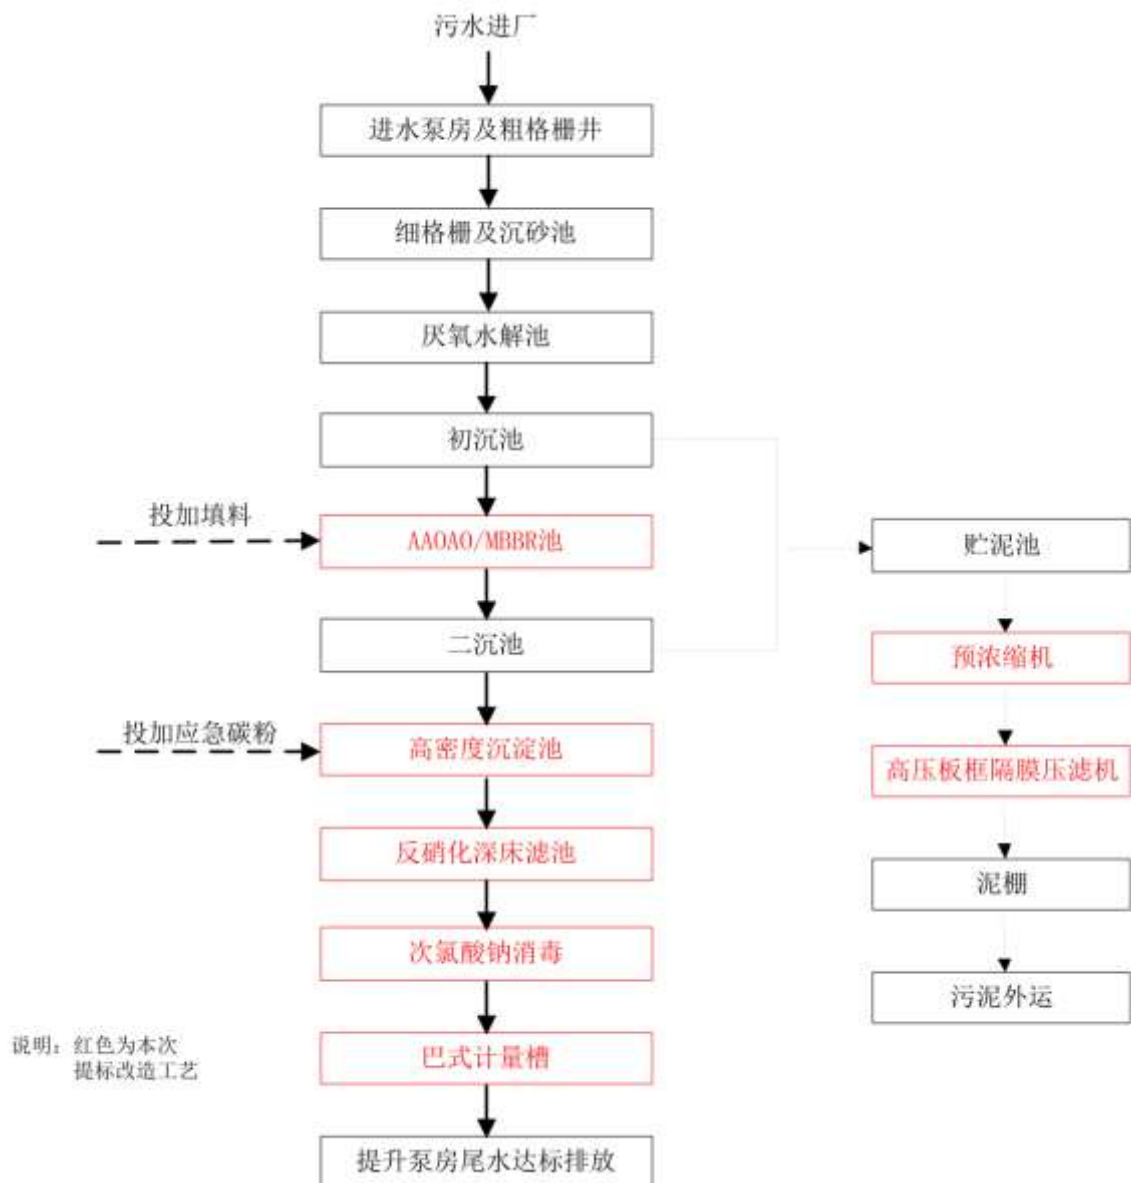 污水进厂
进水泵房及粗格栅井
细格栅及沉砂池
厌氧水解池
初沉池
投加填料
AAOAO/MBBR池
二沉池
投加应急碳粉
高密度沉淀池
反硝化深床滤池
次氯酸钠消毒
巴式计量槽
提升泵房尾水达标排放
贮泥池
预浓缩机
高压板框隔膜压滤机
泥棚
污泥外运
说明：红色为本次
提标改造工艺